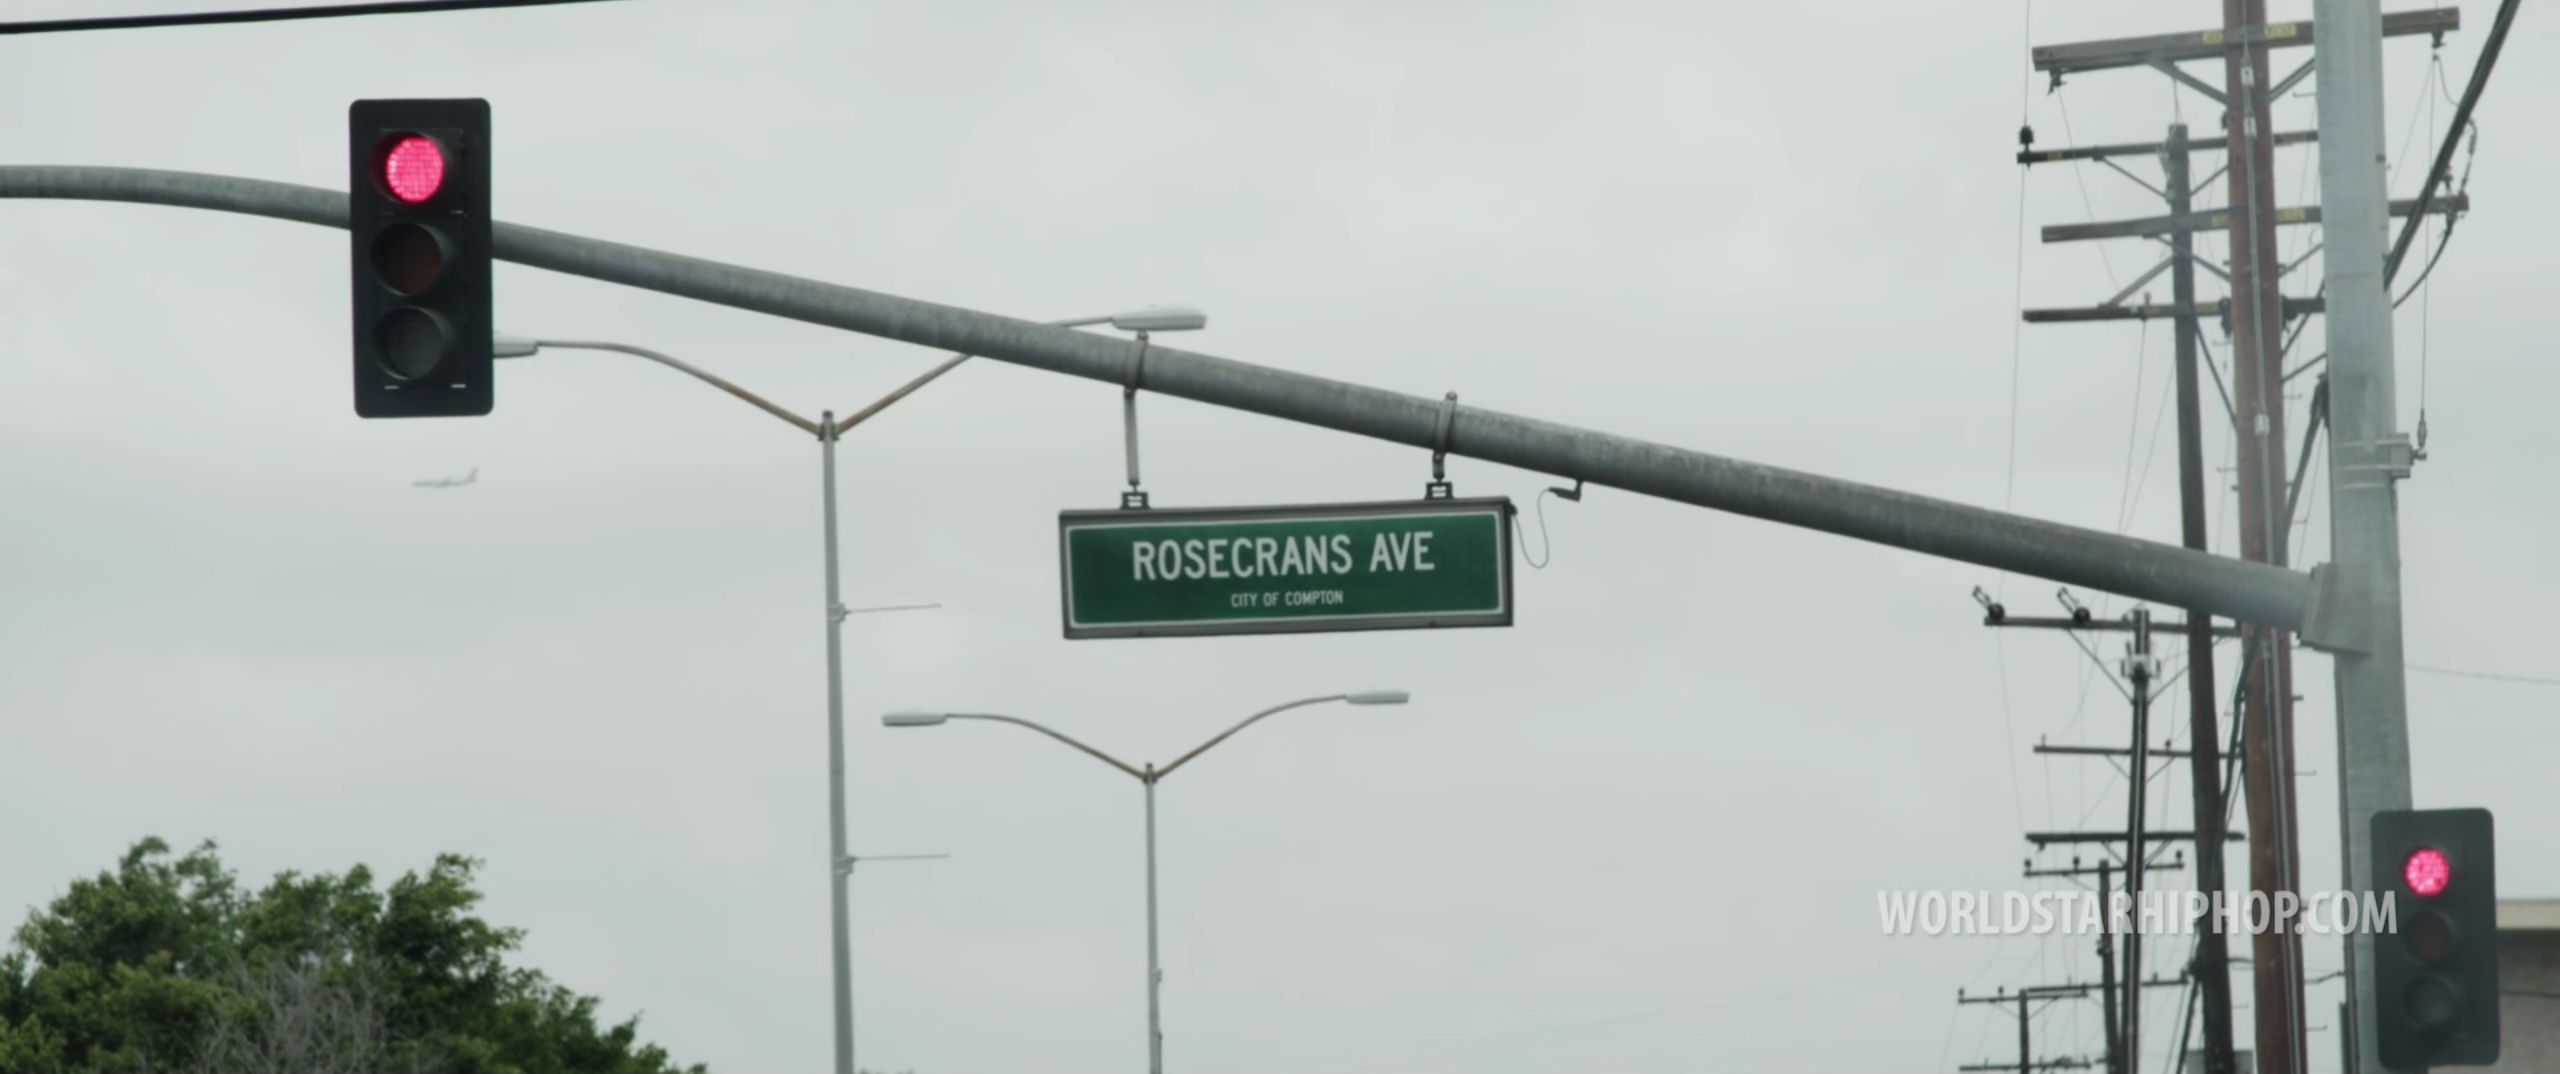 ROSECRANS AVE
CITY OF COMPTON
WORLDSTARHIPHOP.COM